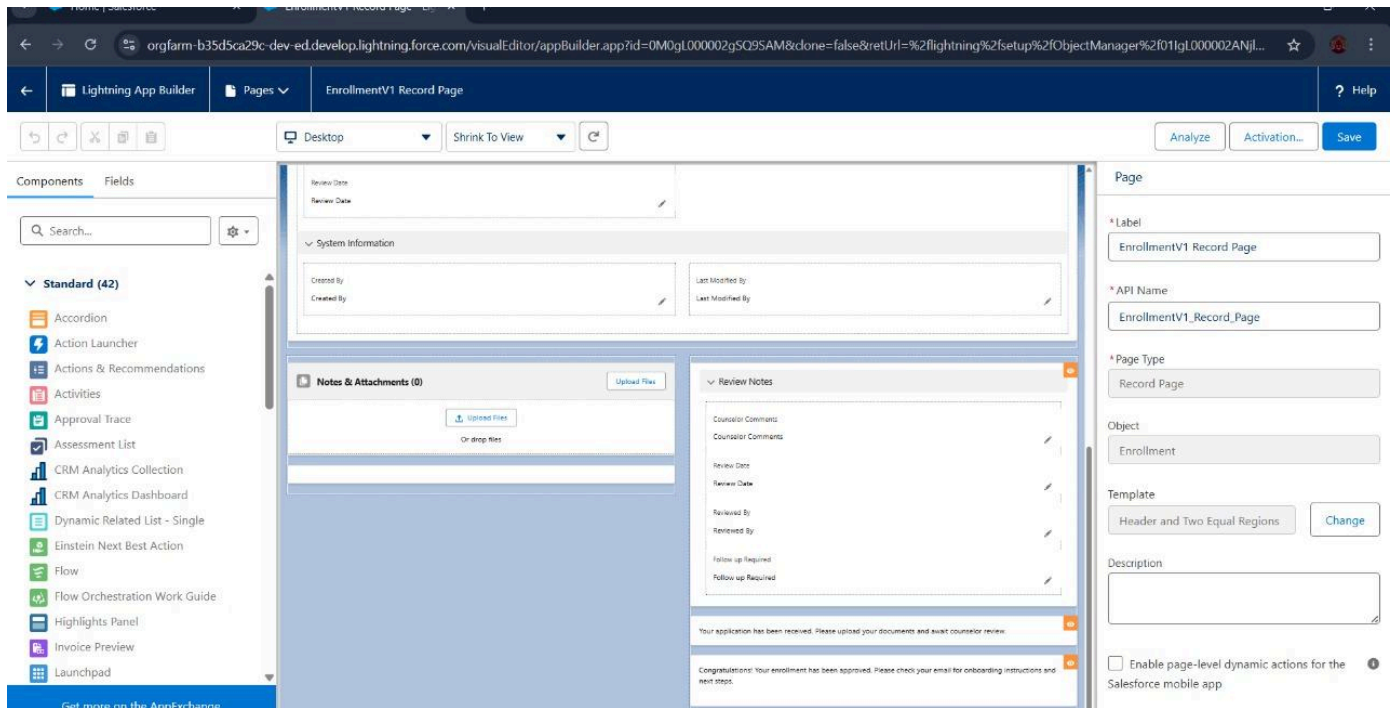 Home | Salesforce
EnrollmentV1 Record Page - Lig
orgfarm-b35d5ca29c-dev-ed.develop.lightning.force.com/visualEditor/appBuilder.app?id=0M0gL000002gSQ9SAM&clone=false&retUrl=%2flightning%2fsetup%2fObjectManager%2f01IgL000002ANjl...
Lightning App Builder
Pages
EnrollmentV1 Record Page
? Help
Desktop
Shrink To View
Analyze
Activation...
Save
Components
Fields
Search...
Standard (42)
Accordion
Action Launcher
Actions & Recommendations
Activities
Approval Trace
Assessment List
CRM Analytics Collection
CRM Analytics Dashboard
Dynamic Related List - Single
Einstein Next Best Action
Flow
Flow Orchestration Work Guide
Highlights Panel
Invoice Preview
Launchpad
Get more on the AppExchange
Review Date
Review Date
System Information
Created By
Created By
Last Modified By
Last Modified By
Notes & Attachments (0)
Upload Files
Upload Files
Or drop files
Review Notes
Counselor Comments
Counselor Comments
Review Date
Review Date
Reviewed By
Reviewed By
Follow up Required
Follow up Required
Your application has been received. Please upload your documents and await counselor review.
Congratulations! Your enrollment has been approved. Please check your email for onboarding instructions and
next steps.
Page
*Label
EnrollmentV1 Record Page
*API Name
EnrollmentV1_Record_Page
*Page Type
Record Page
Object
Enrollment
Template
Header and Two Equal Regions
Change
Description
Enable page-level dynamic actions for the
Salesforce mobile app